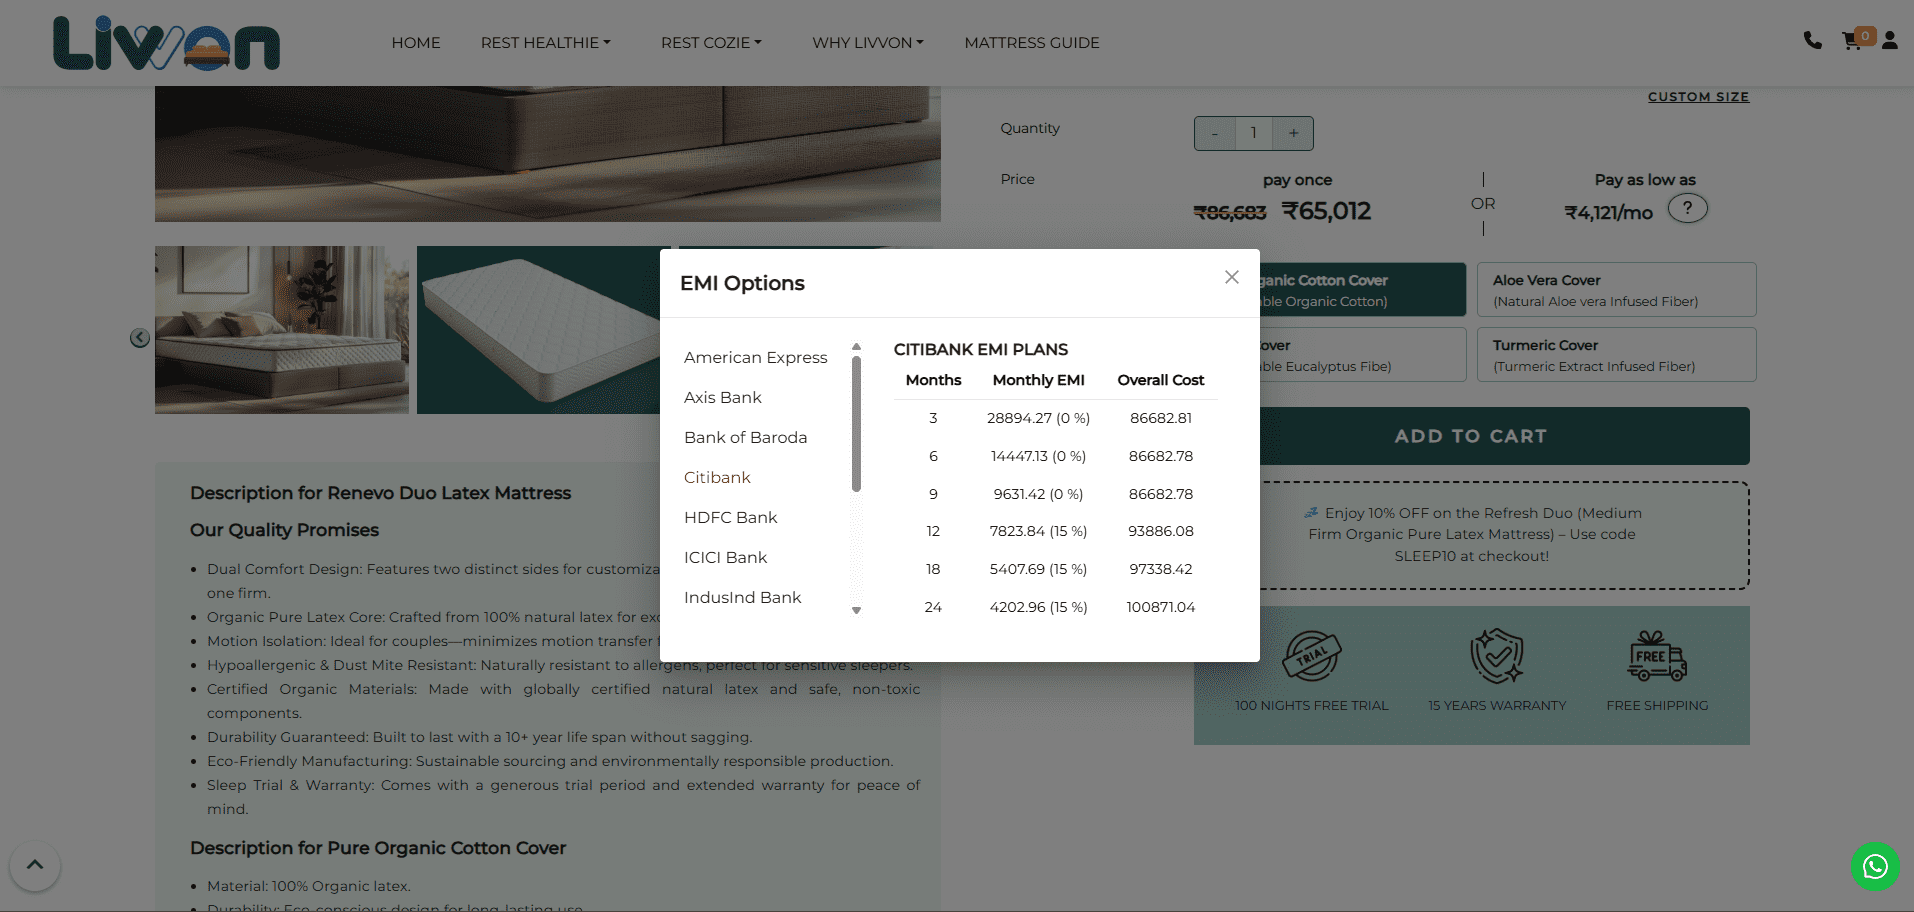 Livvon
HOME
REST HEALTHIE
REST COZIE
WHY LIVVON
MATTRESS GUIDE
0
CUSTOM SIZE
Quantity
- 1 +
Price
pay once
₹86,683 ₹65,012
OR
Pay as low as
₹4,121/mo ?
ganic Cotton Cover
ble Organic Cotton)
Aloe Vera Cover
(Natural Aloe vera Infused Fiber)
over
ble Eucalyptus Fibe)
Turmeric Cover
(Turmeric Extract Infused Fiber)
ADD TO CART
Enjoy 10% OFF on the Refresh Duo (Medium
Firm Organic Pure Latex Mattress) – Use code
SLEEP10 at checkout!
TRIAL
100 NIGHTS FREE TRIAL
15 YEARS WARRANTY
FREE
FREE SHIPPING
EMI Options
American Express
Axis Bank
Bank of Baroda
Citibank
HDFC Bank
ICICI Bank
IndusInd Bank
CITIBANK EMI PLANS
Months Monthly EMI Overall Cost
3 28894.27 (0 %) 86682.81
6 14447.13 (0 %) 86682.78
9 9631.42 (0 %) 86682.78
12 7823.84 (15 %) 93886.08
18 5407.69 (15 %) 97338.42
24 4202.96 (15 %) 100871.04
Description for Renevo Duo Latex Mattress
Our Quality Promises
Dual Comfort Design: Features two distinct sides for customiza
one firm.
Organic Pure Latex Core: Crafted from 100% natural latex for exc
Motion Isolation: Ideal for couples—minimizes motion transfer f
Hypoallergenic & Dust Mite Resistant: Naturally resistant to allergens, perfect for sensitive sleepers.
Certified Organic Materials: Made with globally certified natural latex and safe, non-toxic
components.
Durability Guaranteed: Built to last with a 10+ year life span without sagging.
Eco-Friendly Manufacturing: Sustainable sourcing and environmentally responsible production.
Sleep Trial & Warranty: Comes with a generous trial period and extended warranty for peace of
mind.
Description for Pure Organic Cotton Cover
Material: 100% Organic latex.
Durability: Eco-conscious design for long-lasting use